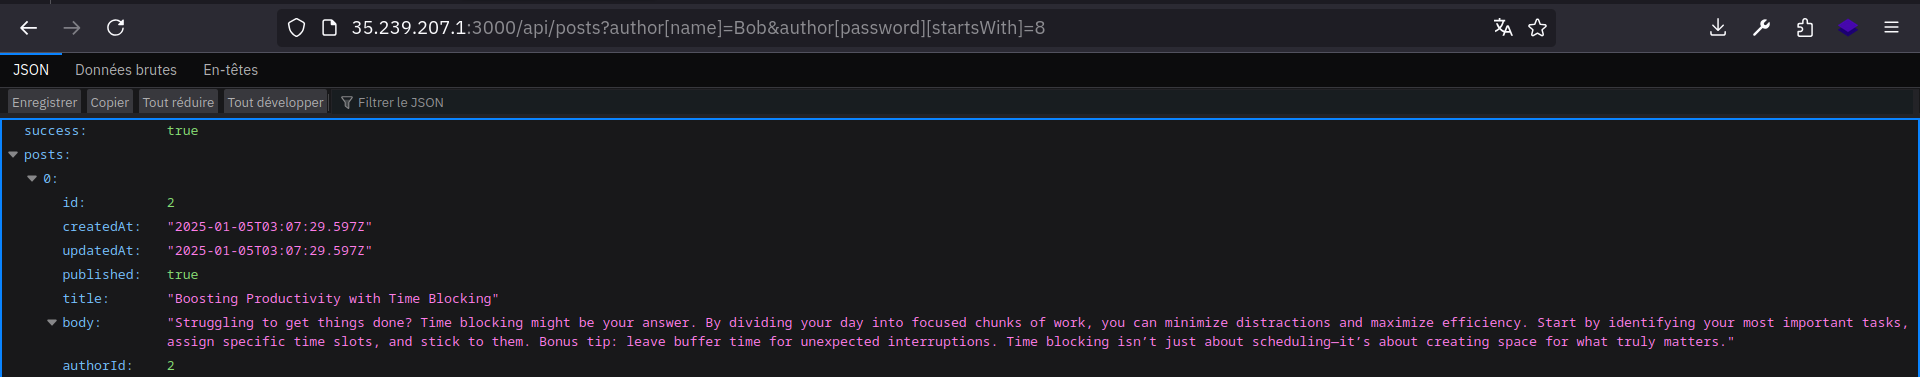 35.239.207.1:3000/api/posts?author[name]=Bob&author[password][startsWith]=8
JSON Données brutes En-têtes
Enregistrer Copier Tout réduire Tout développer Filtrer le JSON
success: true
posts:
0:
id: 2
createdAt: "2025-01-05T03:07:29.597Z"
updatedAt: "2025-01-05T03:07:29.597Z"
published: true
title: "Boosting Productivity with Time Blocking"
body: "Struggling to get things done? Time blocking might be your answer. By dividing your day into focused chunks of work, you can minimize distractions and maximize efficiency. Start by identifying your most important tasks,
assign specific time slots, and stick to them. Bonus tip: leave buffer time for unexpected interruptions. Time blocking isn’t just about scheduling—it’s about creating space for what truly matters."
authorId: 2